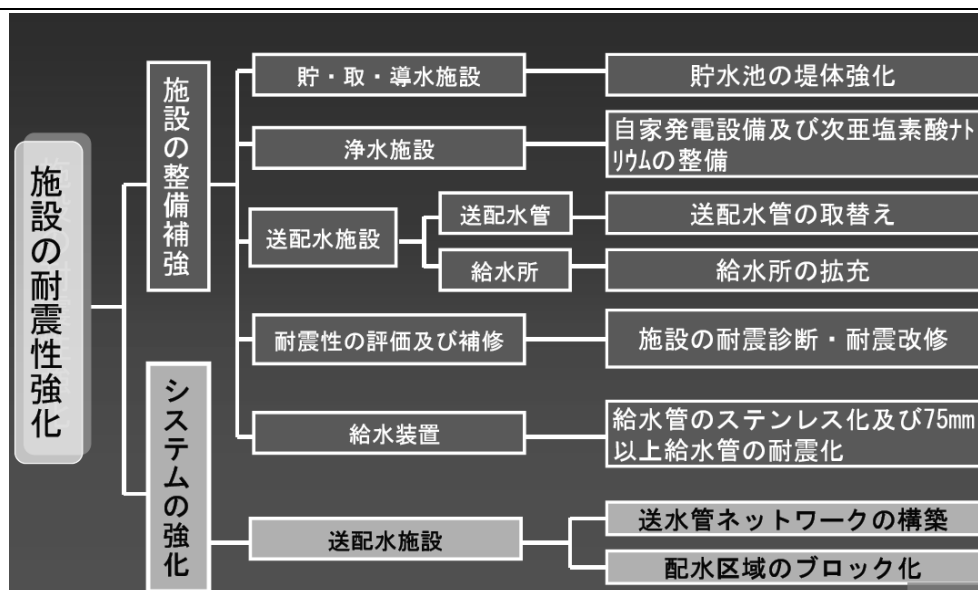 施設の耐震性強化
施設の整備補強
貯・取・導水施設
貯水池の堤体強化
浄水施設
自家発電設備及び次亜塩素酸ﾅﾄ
ﾘｳﾑの整備
送配水施設
送配水管
送配水管の取替え
給水所
給水所の拡充
耐震性の評価及び補修
施設の耐震診断・耐震改修
給水装置
給水管のステンレス化及び75mm
以上給水管の耐震化
システムの強化
送配水施設
送水管ネットワークの構築
配水区域のブロック化